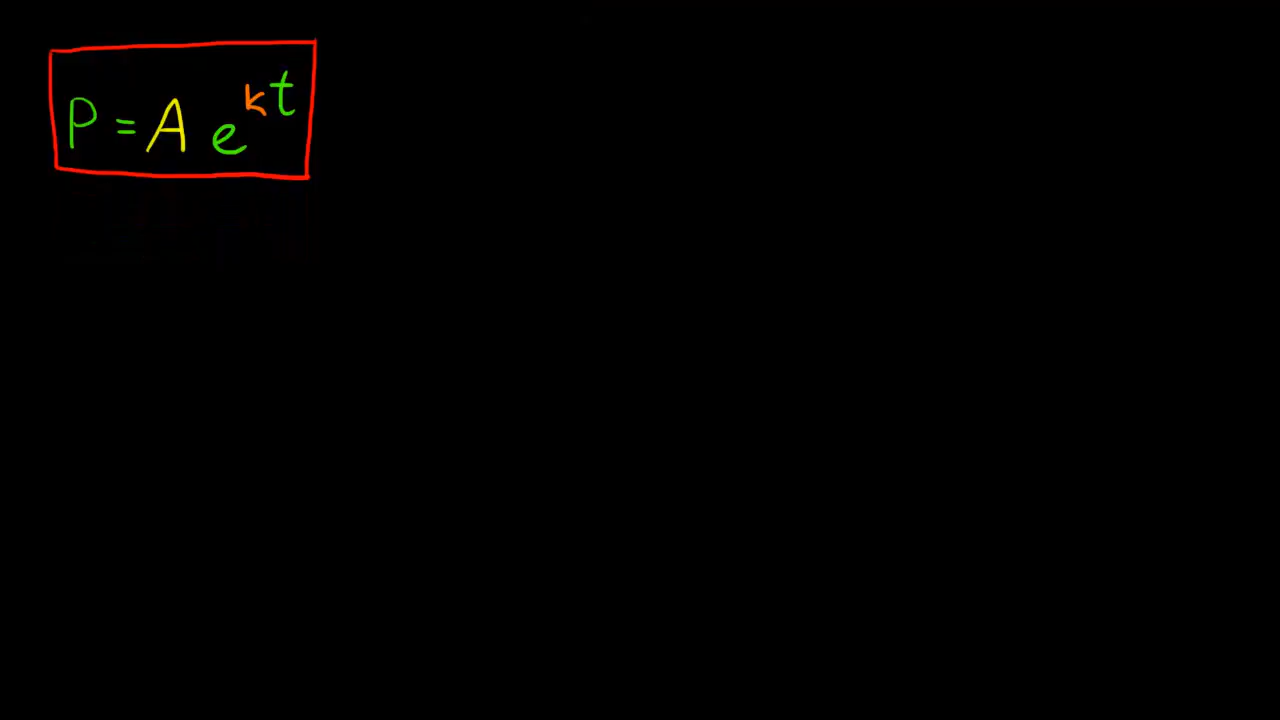 P = A e^{kt}